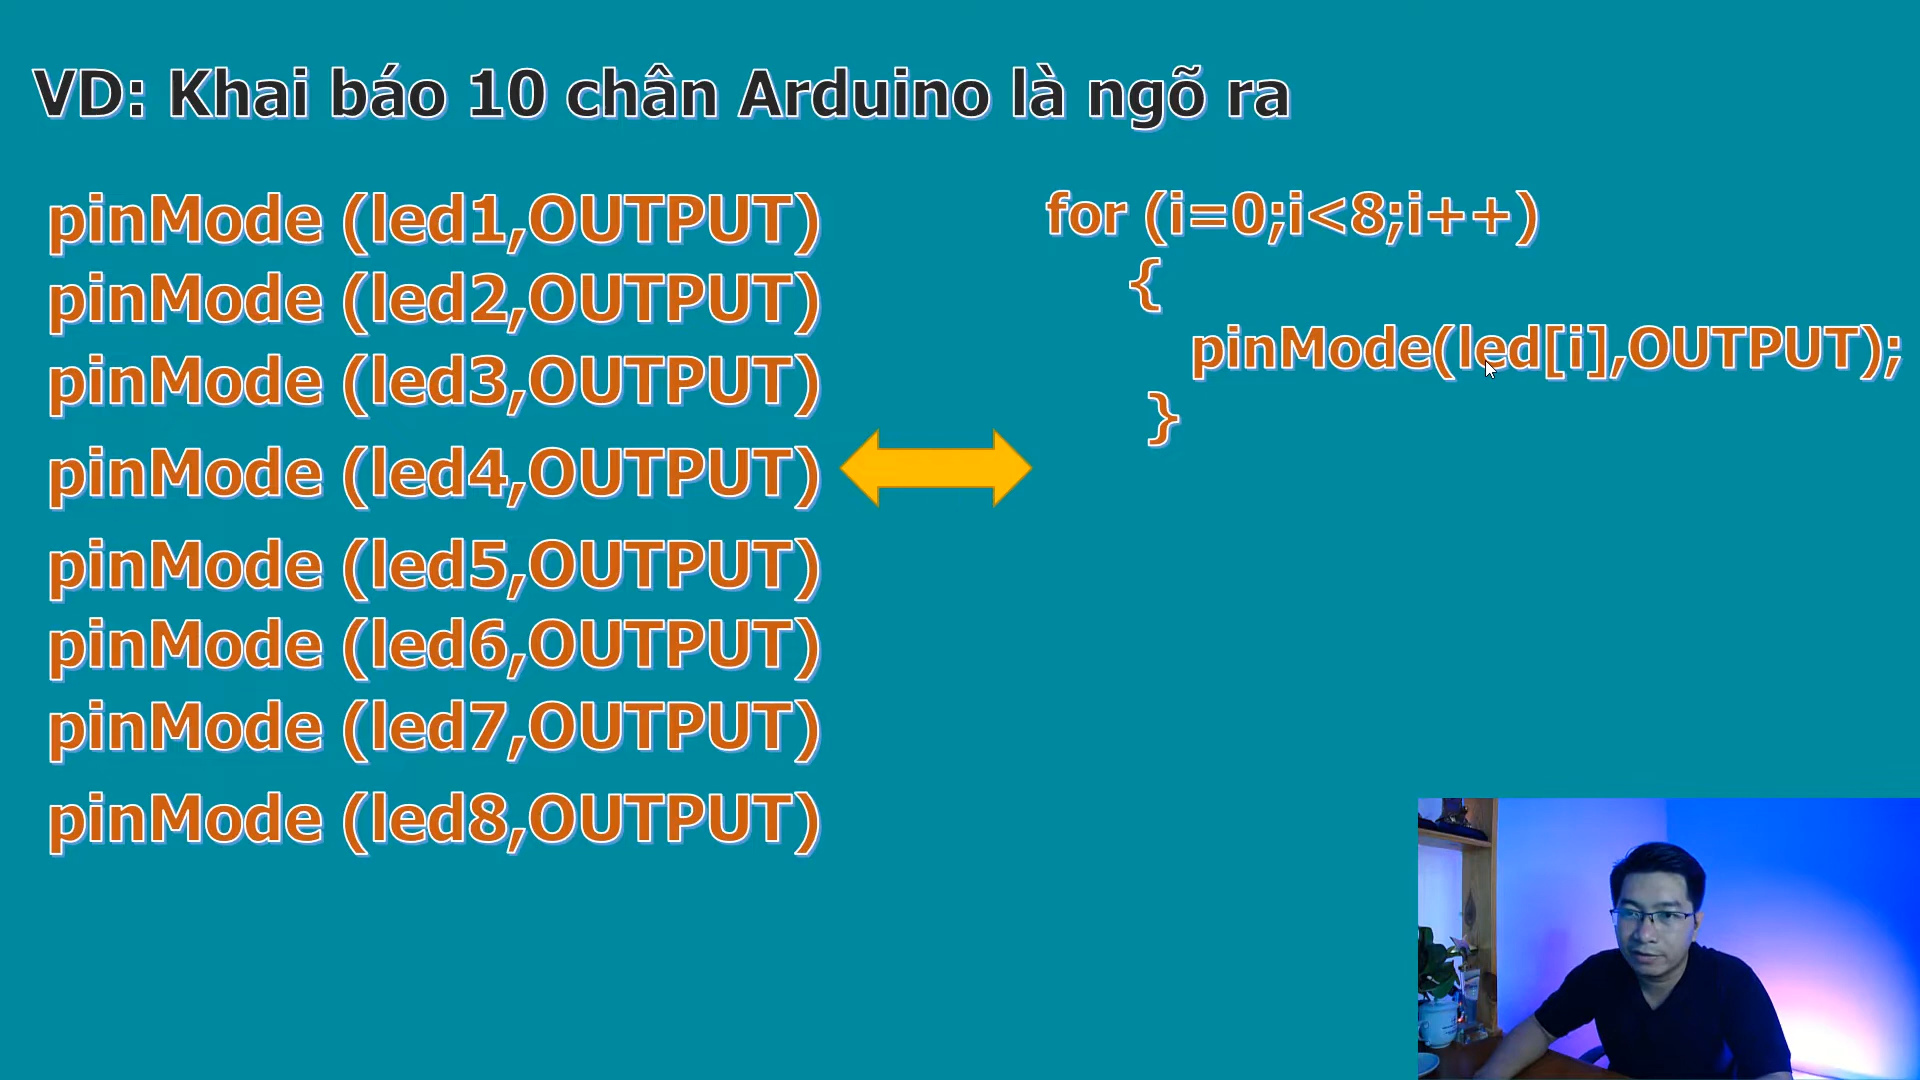 VD: Khai báo 10 chân Arduino là ngõ ra
pinMode (led1,OUTPUT)
pinMode (led2,OUTPUT)
pinMode (led3,OUTPUT)
pinMode (led4,OUTPUT)
pinMode (led5,OUTPUT)
pinMode (led6,OUTPUT)
pinMode (led7,OUTPUT)
pinMode (led8,OUTPUT)
for (i=0;i<8;i++)
{
pinMode(led[i],OUTPUT);
}